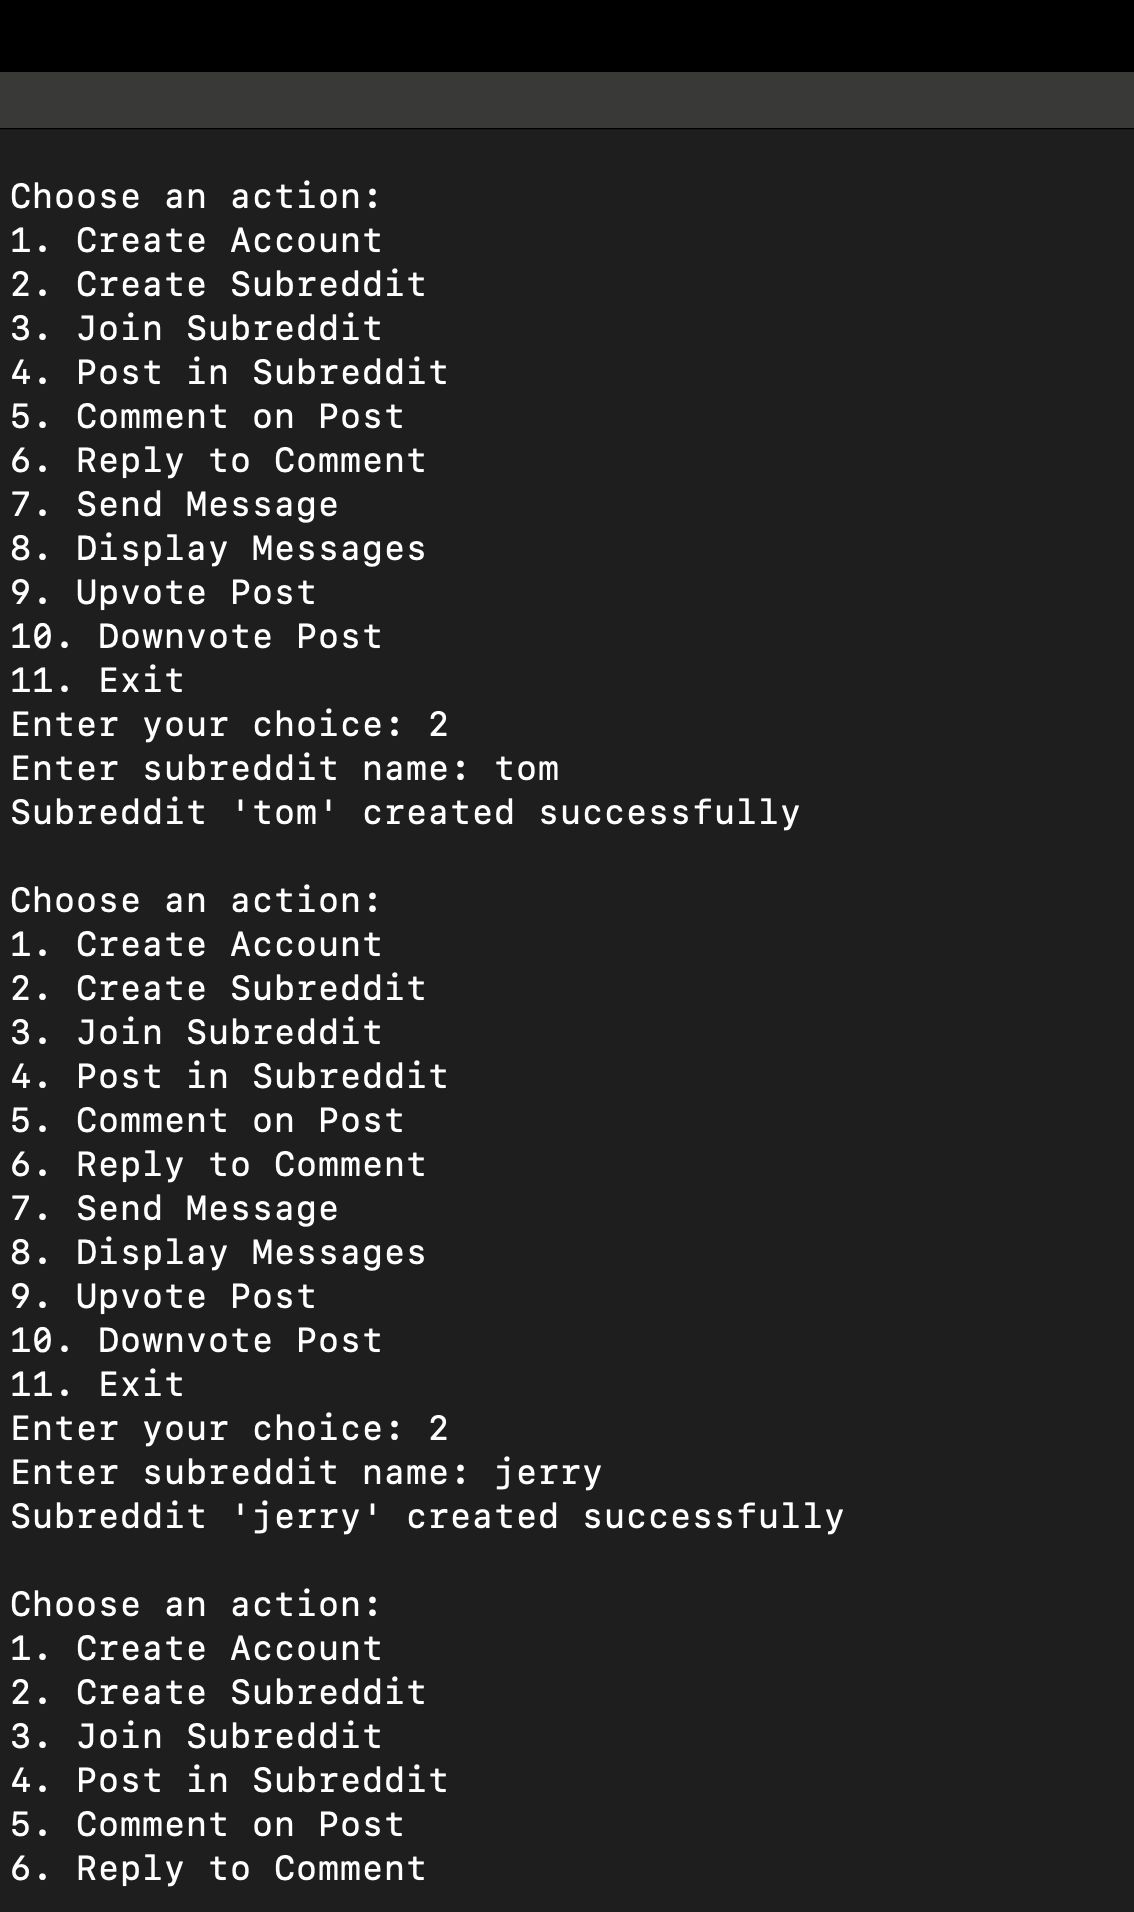 Choose an action:
1. Create Account
2. Create Subreddit
3. Join Subreddit
4. Post in Subreddit
5. Comment on Post
6. Reply to Comment
7. Send Message
8. Display Messages
9. Upvote Post
10. Downvote Post
11. Exit
Enter your choice: 2
Enter subreddit name: tom
Subreddit 'tom' created successfully

Choose an action:
1. Create Account
2. Create Subreddit
3. Join Subreddit
4. Post in Subreddit
5. Comment on Post
6. Reply to Comment
7. Send Message
8. Display Messages
9. Upvote Post
10. Downvote Post
11. Exit
Enter your choice: 2
Enter subreddit name: jerry
Subreddit 'jerry' created successfully

Choose an action:
1. Create Account
2. Create Subreddit
3. Join Subreddit
4. Post in Subreddit
5. Comment on Post
6. Reply to Comment